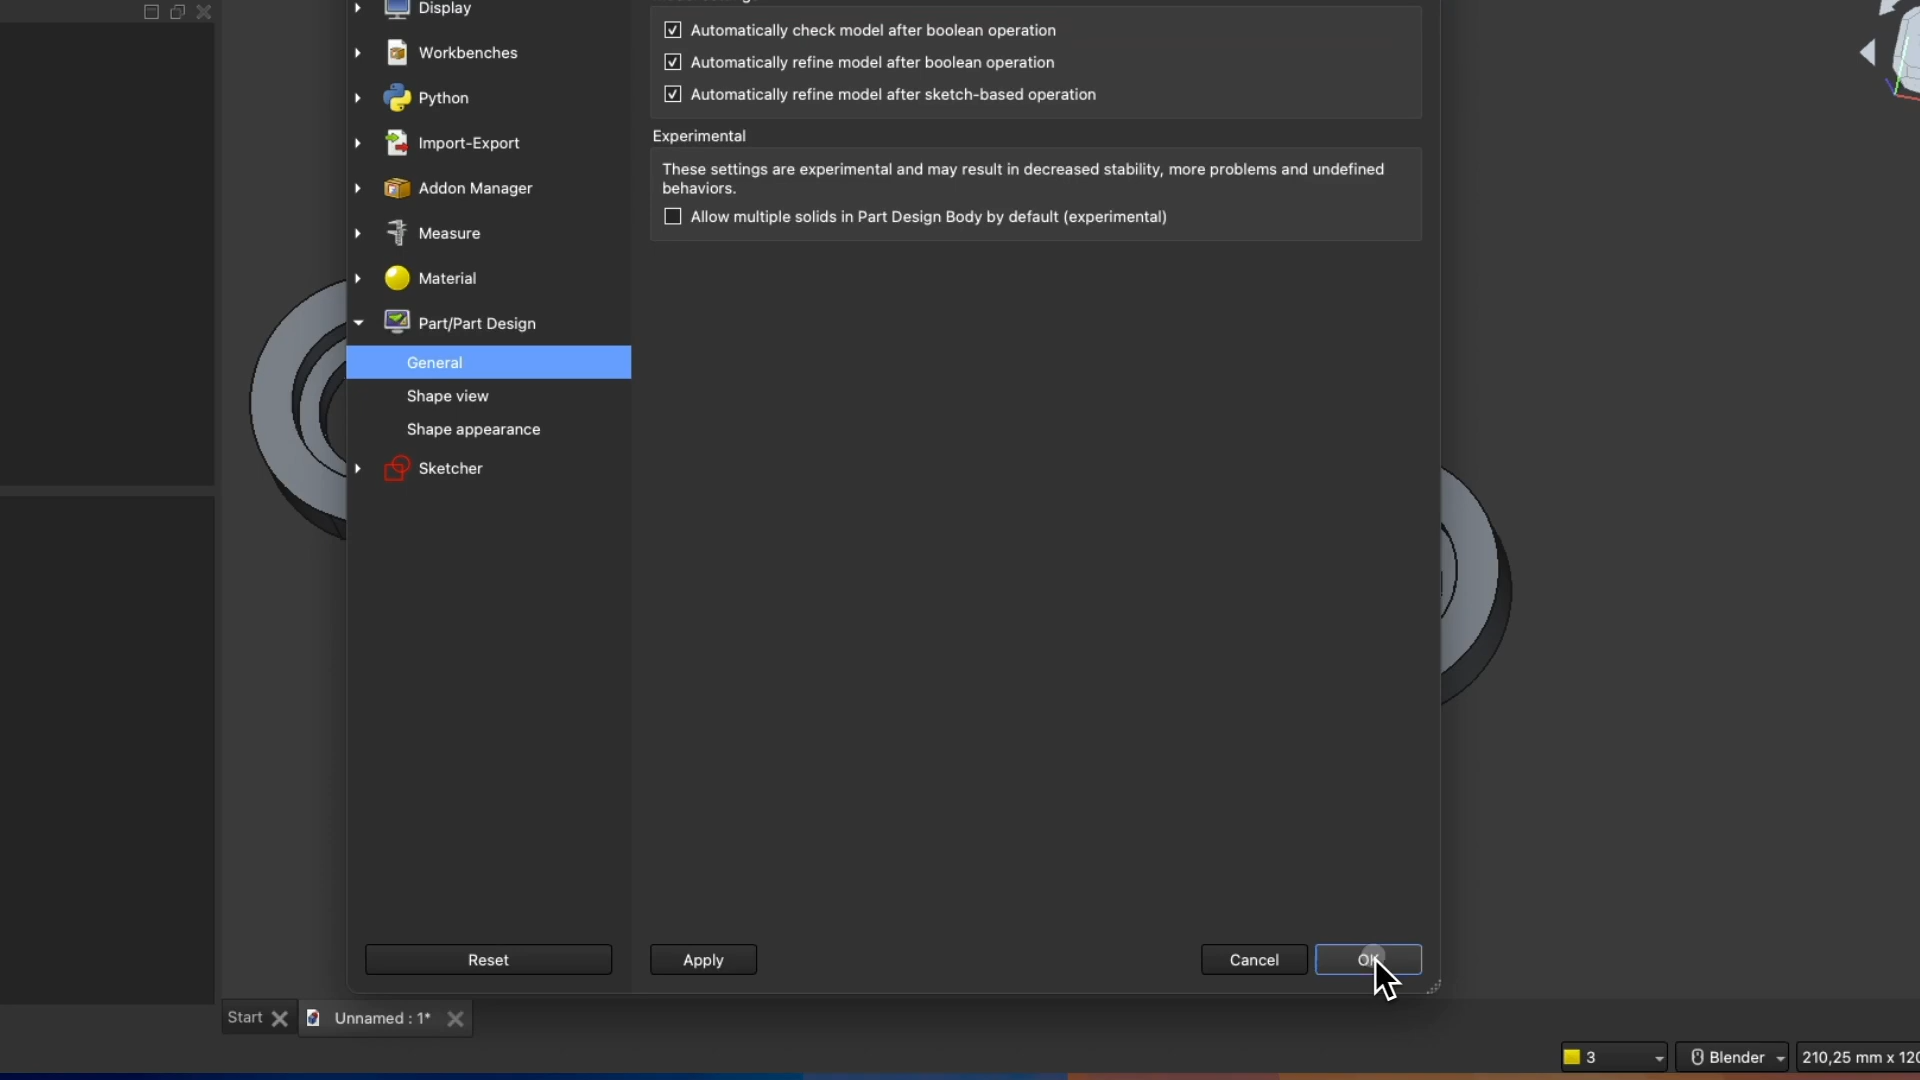 Display
Workbenches
Python
Import-Export
Addon Manager
Measure
Material
Part/Part Design
General
Shape view
Shape appearance
Sketcher
Automatically check model after boolean operation
Automatically refine model after boolean operation
Automatically refine model after sketch-based operation
Experimental
These settings are experimental and may result in decreased stability, more problems and undefined
behaviors.
Allow multiple solids in Part Design Body by default (experimental)
Reset
Apply
Cancel
OK
Start
Unnamed : 1*
3
Blender
210,25 mm x 120